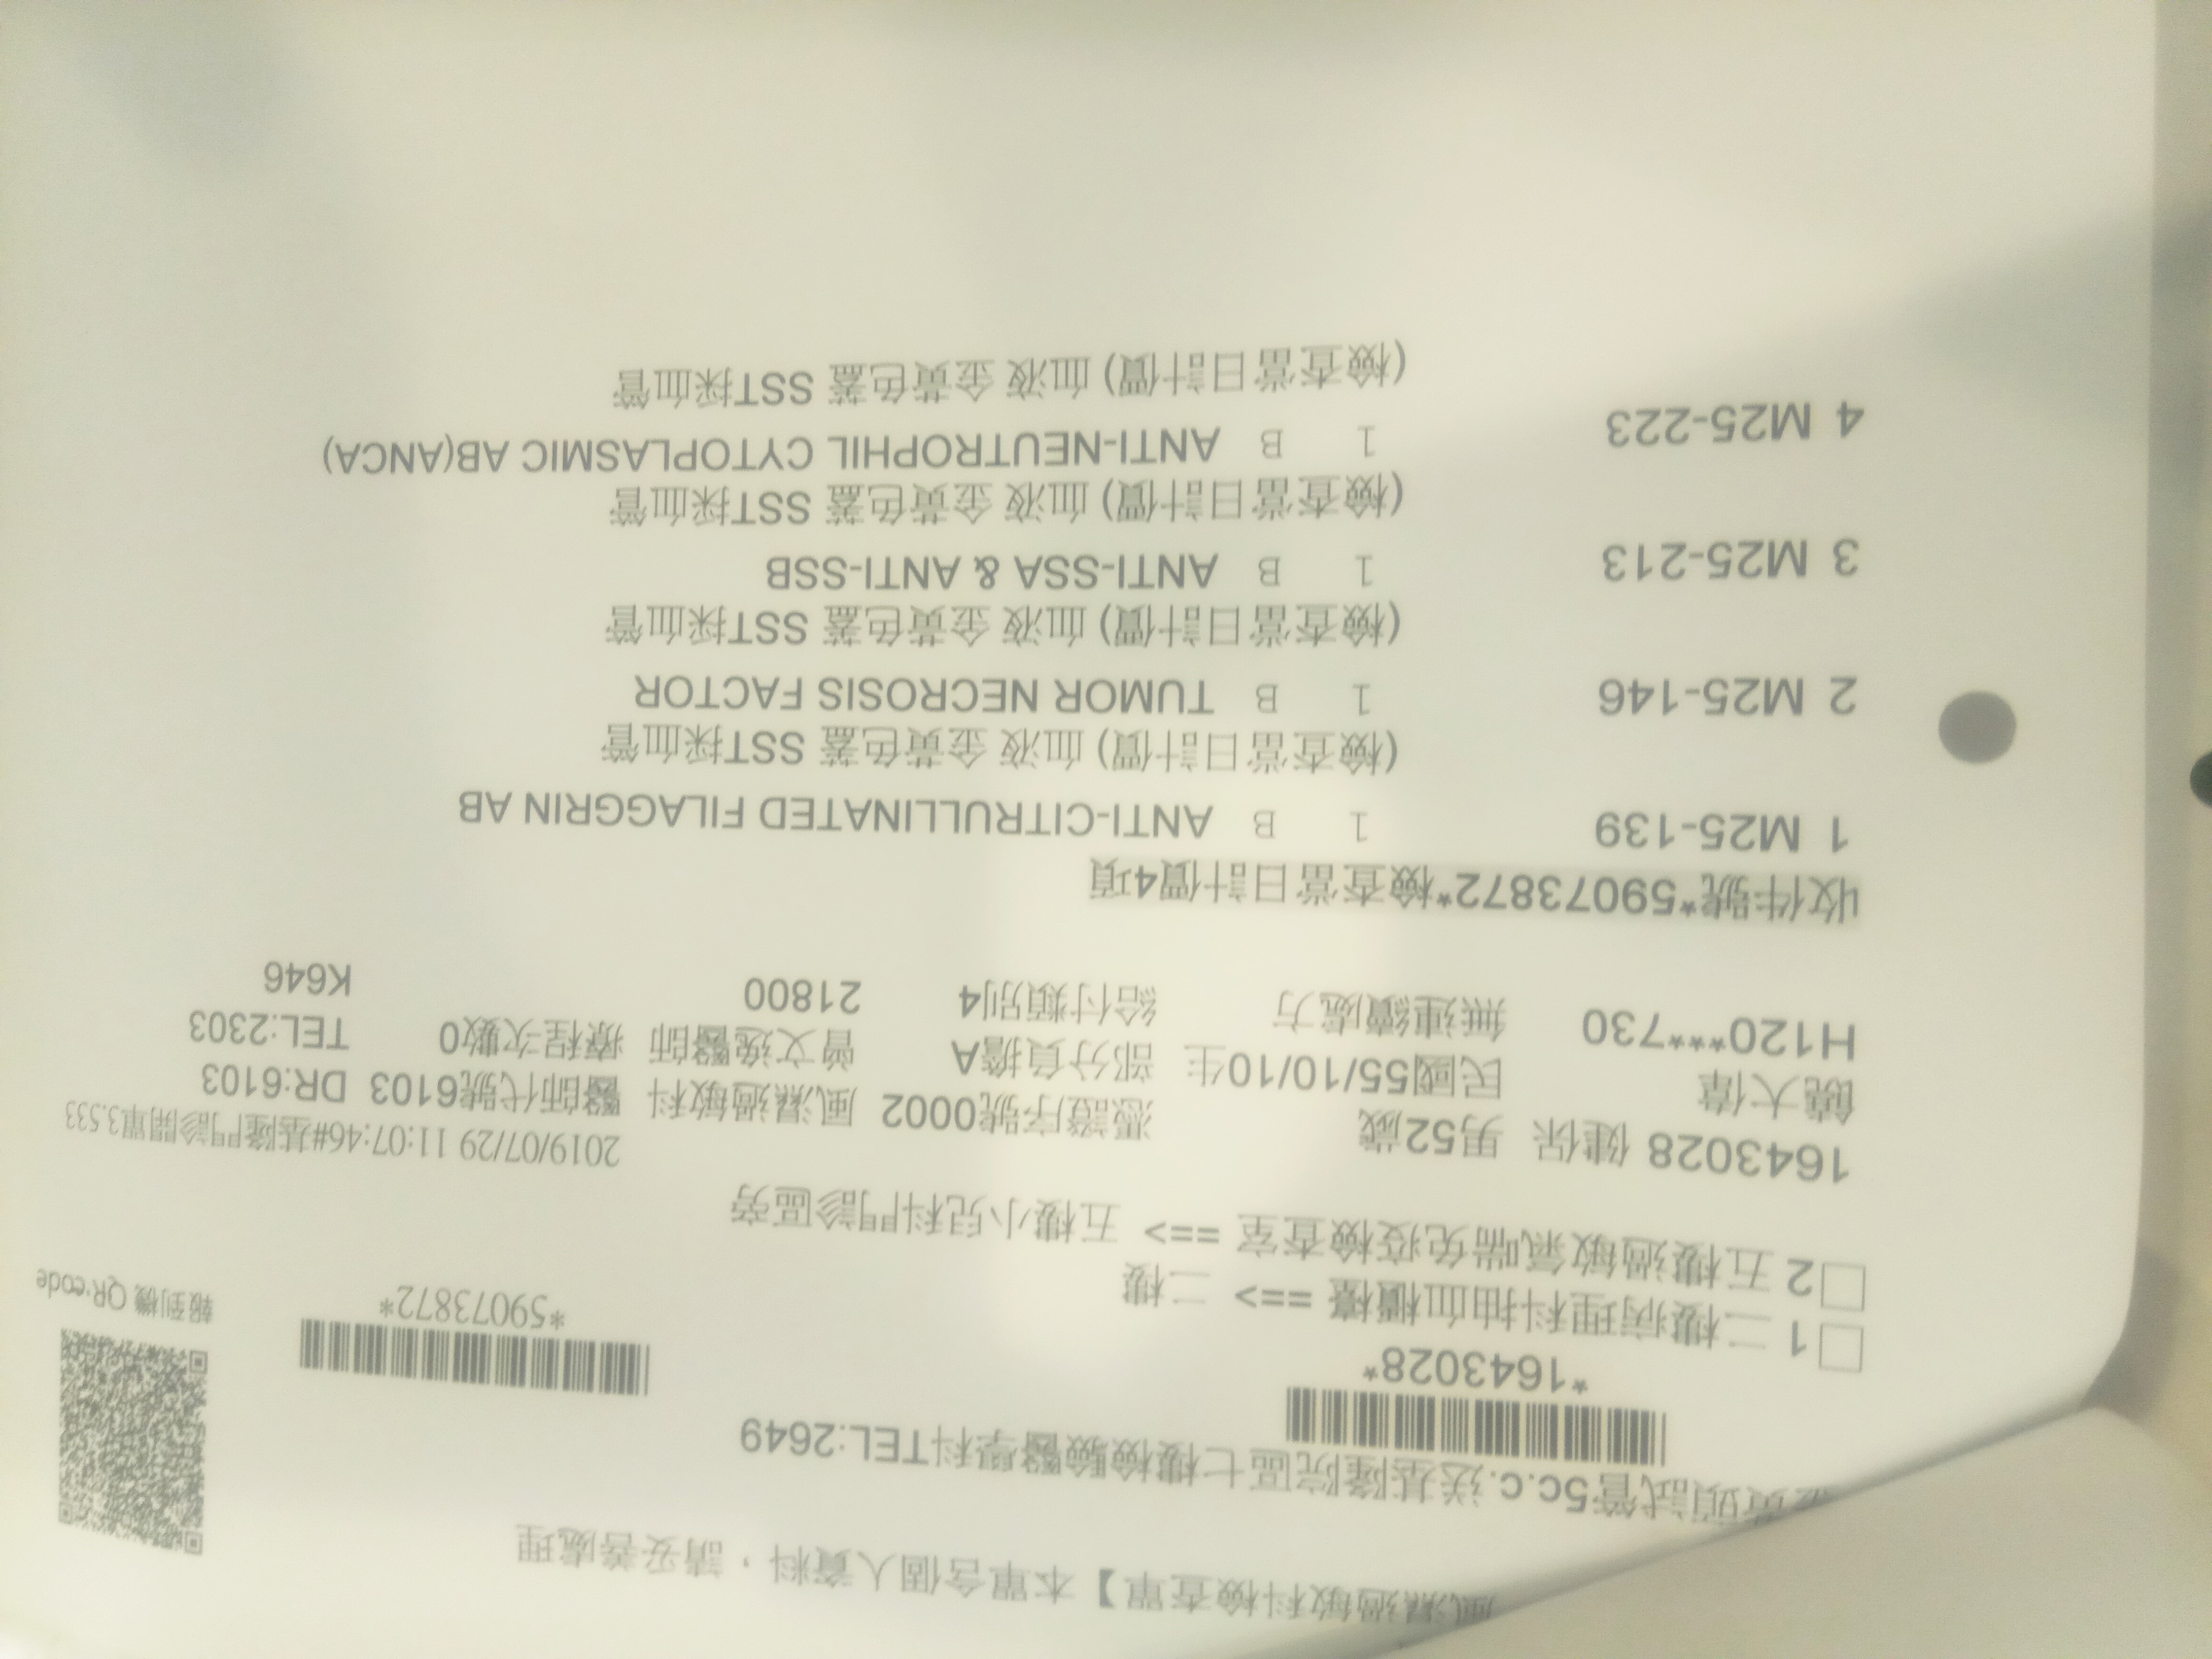 風濕過敏科檢查單】本單含個人資料，請妥善處理
黃頭試管5c.c.送基隆院區七樓檢驗醫學科TEL:2649
*1643028*
*59073872*
報到機 QR'code
□1 二樓病理科抽血櫃檯 ==> 二樓
□2 五樓過敏氣喘免疫檢查室 ==> 五樓小兒科門診區旁
2019/07/29 11:07:46#基隆門診開單3.533
1643028 健保 男52歲 憑證序號0002 風濕過敏科 醫師代號6103 DR:6103
饒大偉 民國55/10/10生 部分負擔A 曾文逸醫師 療程次數0 TEL:2303
H120***730 無連續處方 給付類別4 21800 K646
收件號*59073872*檢查當日計價4項
1 M25-139 1 B ANTI-CITRULLINATED FILAGGRIN AB
(檢查當日計價) 血液 金黃色蓋 SST採血管
2 M25-146 1 B TUMOR NECROSIS FACTOR
(檢查當日計價) 血液 金黃色蓋 SST採血管
3 M25-213 1 B ANTI-SSA & ANTI-SSB
(檢查當日計價) 血液 金黃色蓋 SST採血管
4 M25-223 1 B ANTI-NEUTROPHIL CYTOPLASMIC AB(ANCA)
(檢查當日計價) 血液 金黃色蓋 SST採血管